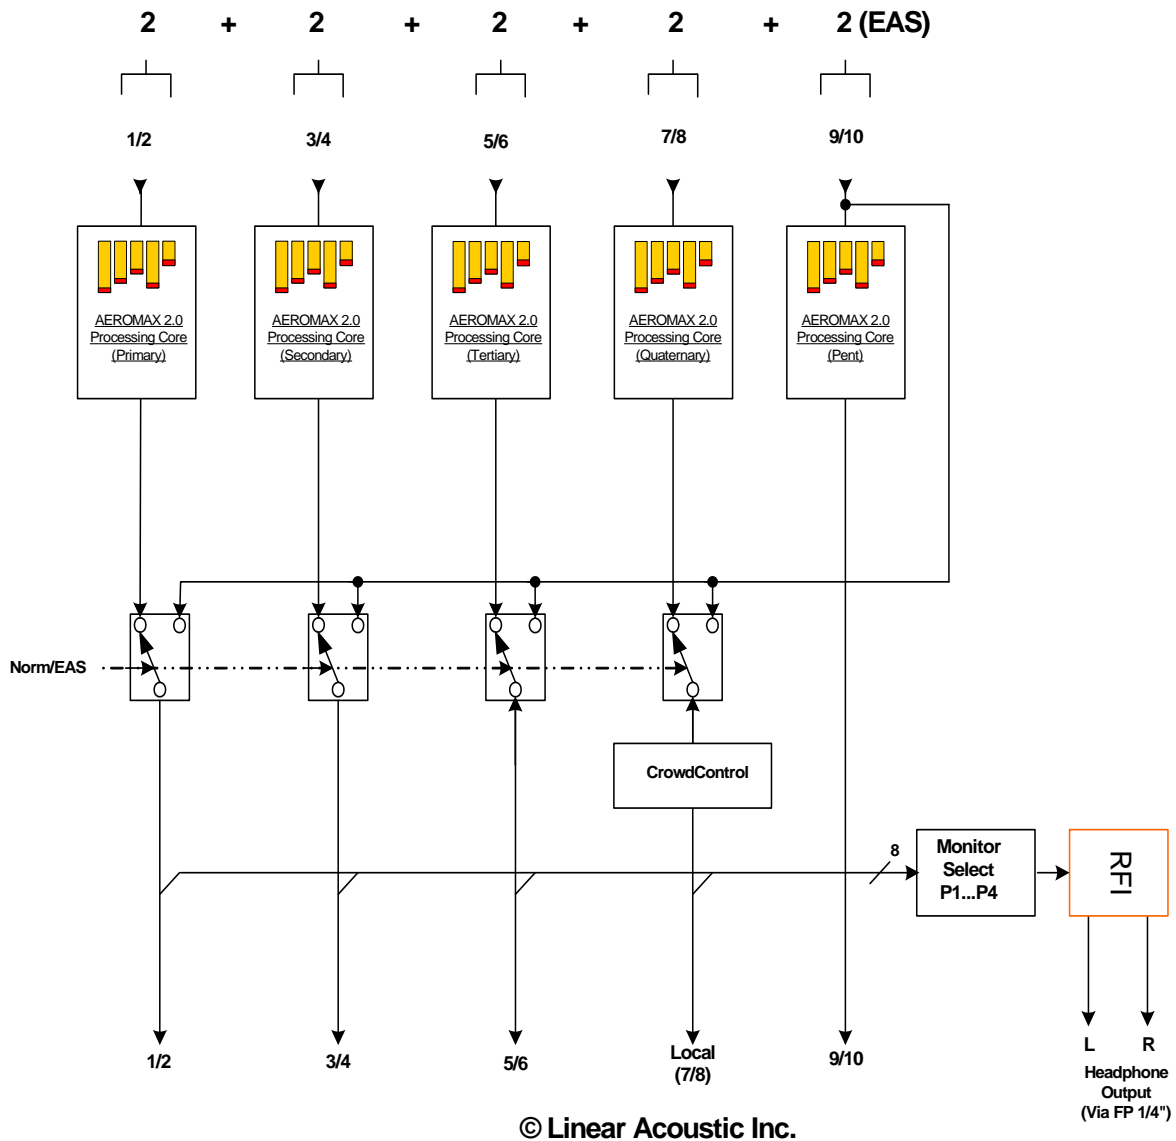 2 + 2 + 2 + 2 + 2 (EAS)
1/2 3/4 5/6 7/8 9/10
AEROMAX 2.0
Processing Core
(Primary)
AEROMAX 2.0
Processing Core
(Secondary)
AEROMAX 2.0
Processing Core
(Tertiary)
AEROMAX 2.0
Processing Core
(Quaternary)
AEROMAX 2.0
Processing Core
(Pent)
Norm/EAS
CrowdControl
8
Monitor
Select
P1...P4
RFI
1/2
3/4
5/6
Local
(7/8)
9/10
L R
Headphone
Output
(Via FP 1/4")
© Linear Acoustic Inc.